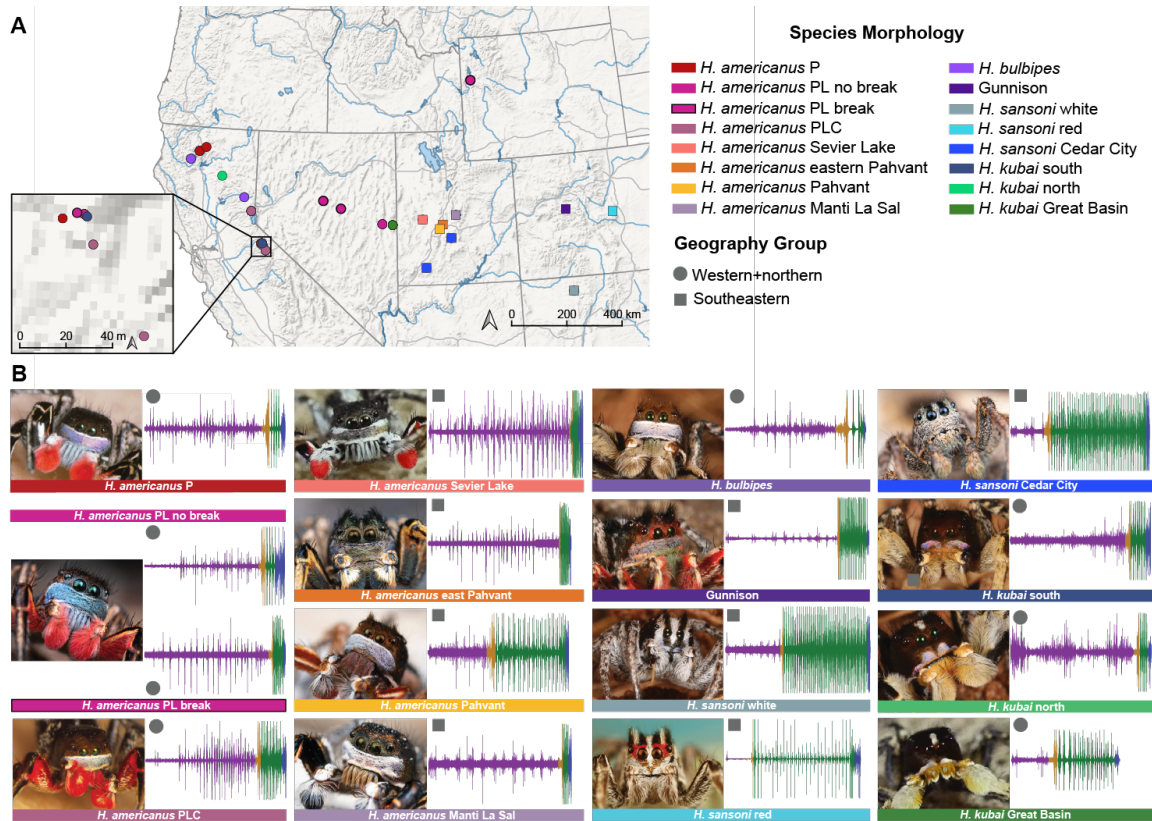 A
Species Morphology
H. americanus P
H. americanus PL no break
H. americanus PL break
H. americanus PLC
H. americanus Sevier Lake
H. americanus eastern Pahvant
H. americanus Pahvant
H. americanus Manti La Sal
H. bulbipes
Gunnison
H. sansoni white
H. sansoni red
H. sansoni Cedar City
H. kubai south
H. kubai north
H. kubai Great Basin
Geography Group
Western+northern
Southeastern
0 20 40 m
0 200 400 km
B
H. americanus P
H. americanus Sevier Lake
H. bulbipes
H. sansoni Cedar City
H. americanus PL no break
H. americanus east Pahvant
Gunnison
H. kubai south
H. americanus PL break
H. americanus Pahvant
H. sansoni white
H. kubai north
H. americanus PLC
H. americanus Manti La Sal
H. sansoni red
H. kubai Great Basin